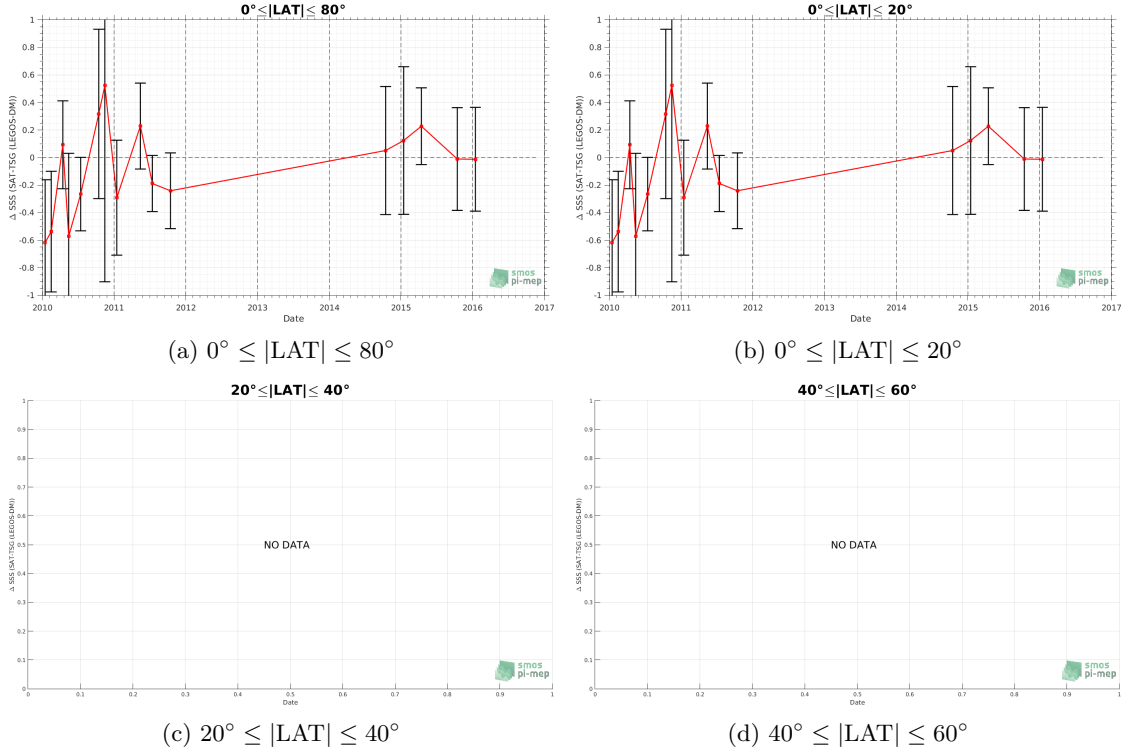 0°≤|LAT|≤ 80°
Δ SSS (SAT-TSG (LEGOS-DM))
1
0.8
0.6
0.4
0.2
0
-0.2
-0.4
-0.6
-0.8
-1
2010 2011 2012 2013 2014 2015 2016 2017
Date
smos
pi-mep
(a) 0° ≤ |LAT| ≤ 80°
0°≤|LAT|≤ 20°
Δ SSS (SAT-TSG (LEGOS-DM))
1
0.8
0.6
0.4
0.2
0
-0.2
-0.4
-0.6
-0.8
-1
2010 2011 2012 2013 2014 2015 2016 2017
Date
smos
pi-mep
(b) 0° ≤ |LAT| ≤ 20°
20°≤|LAT|≤ 40°
Δ SSS (SAT-TSG (LEGOS-DM))
1
0.9
0.8
0.7
0.6
0.5
0.4
0.3
0.2
0.1
0
NO DATA
0 0.1 0.2 0.3 0.4 0.5 0.6 0.7 0.8 0.9 1
Date
smos
pi-mep
(c) 20° ≤ |LAT| ≤ 40°
40°≤|LAT|≤ 60°
Δ SSS (SAT-TSG (LEGOS-DM))
1
0.9
0.8
0.7
0.6
0.5
0.4
0.3
0.2
0.1
0
NO DATA
0 0.1 0.2 0.3 0.4 0.5 0.6 0.7 0.8 0.9 1
Date
smos
pi-mep
(d) 40° ≤ |LAT| ≤ 60°